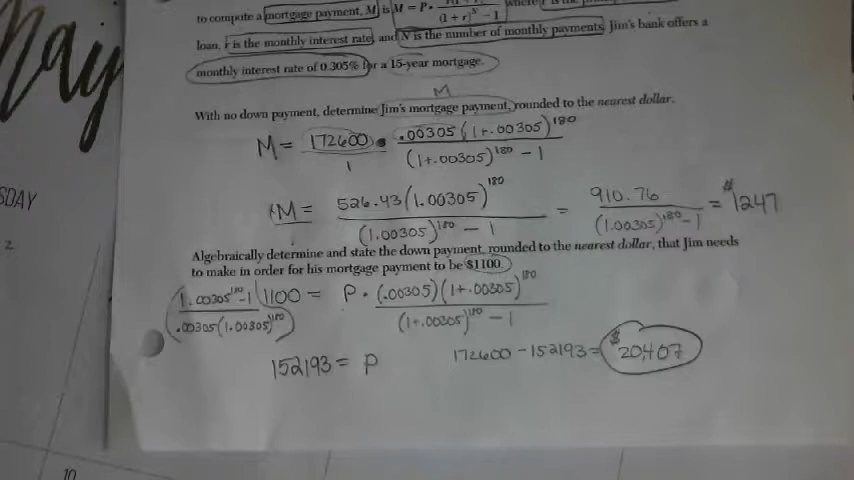 to compute a mortgage payment, M, is M = P · where
(1 + r)^N − 1
loan, r is the monthly interest rate, and N is the number of monthly payments. Jim's bank offers a
monthly interest rate of 0.305% for a 15-year mortgage.
M
With no down payment, determine Jim's mortgage payment, rounded to the nearest dollar.
M = 172600/1 · .00305(1+.00305)^180/((1+.00305)^180 − 1)
M = 526.43(1.00305)^180/((1.00305)^180 − 1) = 910.76/((1.00305)^180 − 1) = $1247
Algebraically determine and state the down payment, rounded to the nearest dollar, that Jim needs
to make in order for his mortgage payment to be $1100.
(1.00305^180 − 1/.00305(1.00305)^180) 1100 = P · (.00305)(1+.00305)^180/((1+.00305)^180 − 1)
152193 = P 172600 − 152193 = $20,407
SDAY
2
10